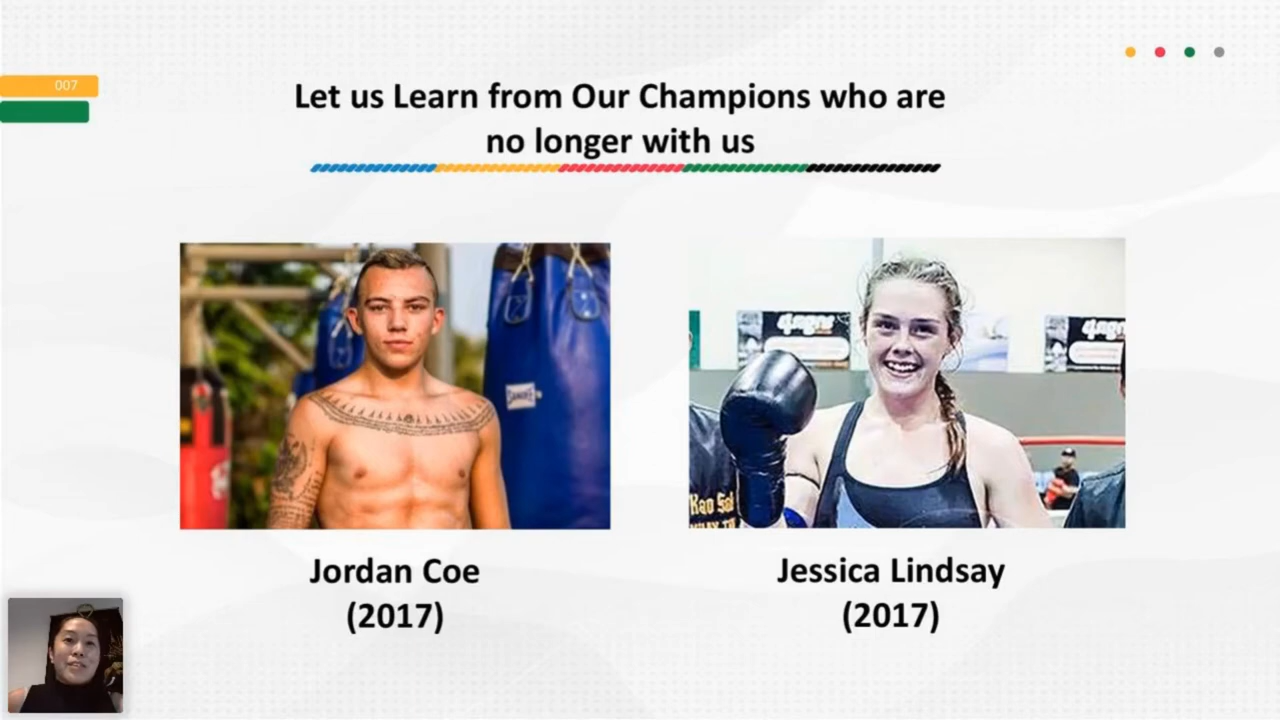 007
Let us Learn from Our Champions who are
no longer with us
Jordan Coe
(2017)
Jessica Lindsay
(2017)